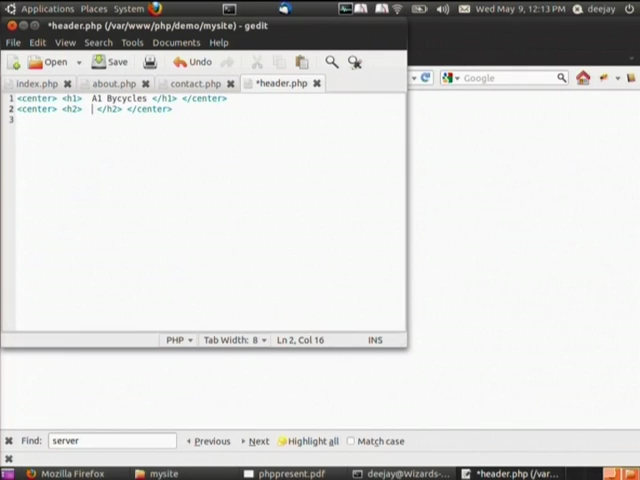 Applications Places System Wed May 9, 12:13 PM deejay
*header.php (/var/www/php/demo/mysite) - gedit
File Edit View Search Tools Documents Help
Open Save Undo
Google
index.php about.php contact.php *header.php
1 <center> <h1> A1 Bycycles </h1> </center>
2 <center> <h2> </h2> </center>
3
PHP Tab Width: 8 Ln 2, Col 16 INS
Find: server Previous Next Highlight all Match case
Mozilla Firefox mysite phppresent.pdf deejay@Wizards-... *header.php (/var...